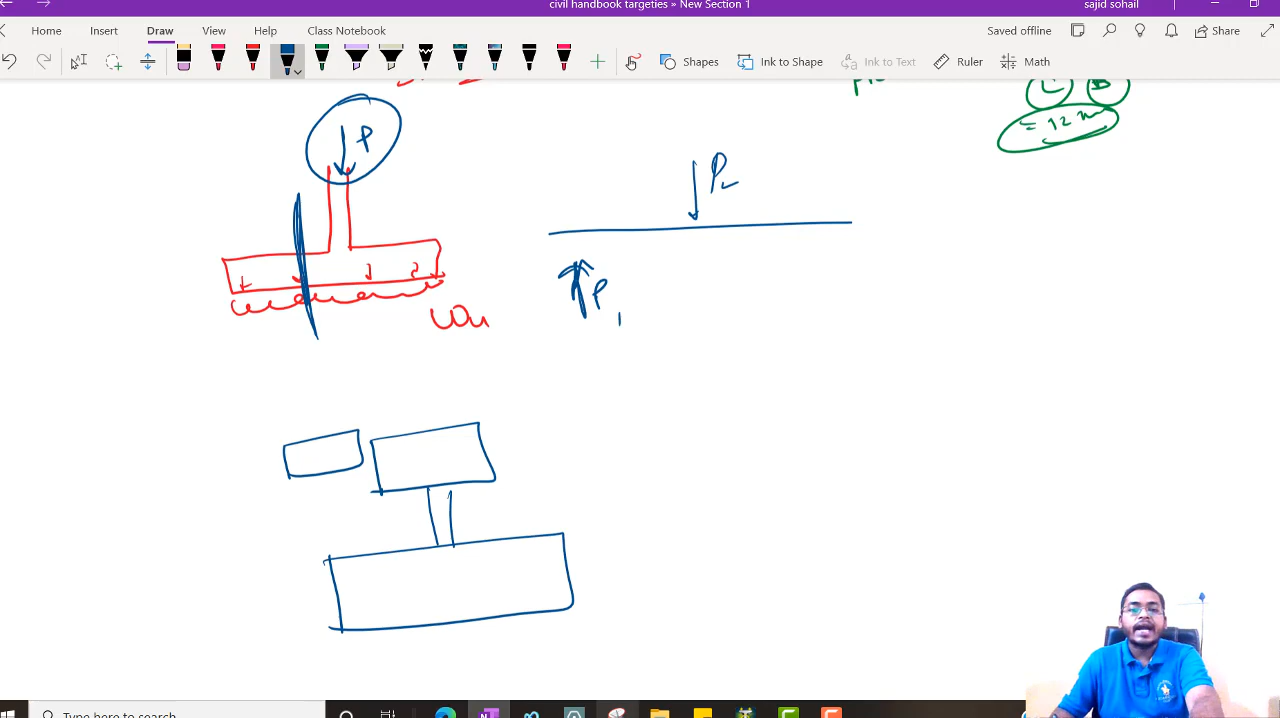 civil handbook targeties » New Section 1
sajid sohail
Home Insert Draw View Help Class Notebook
Saved offline
Share
Shapes
Ink to Shape
Ink to Text
Ruler
Math
L B
= 12 m
P
P
P
Type here to search